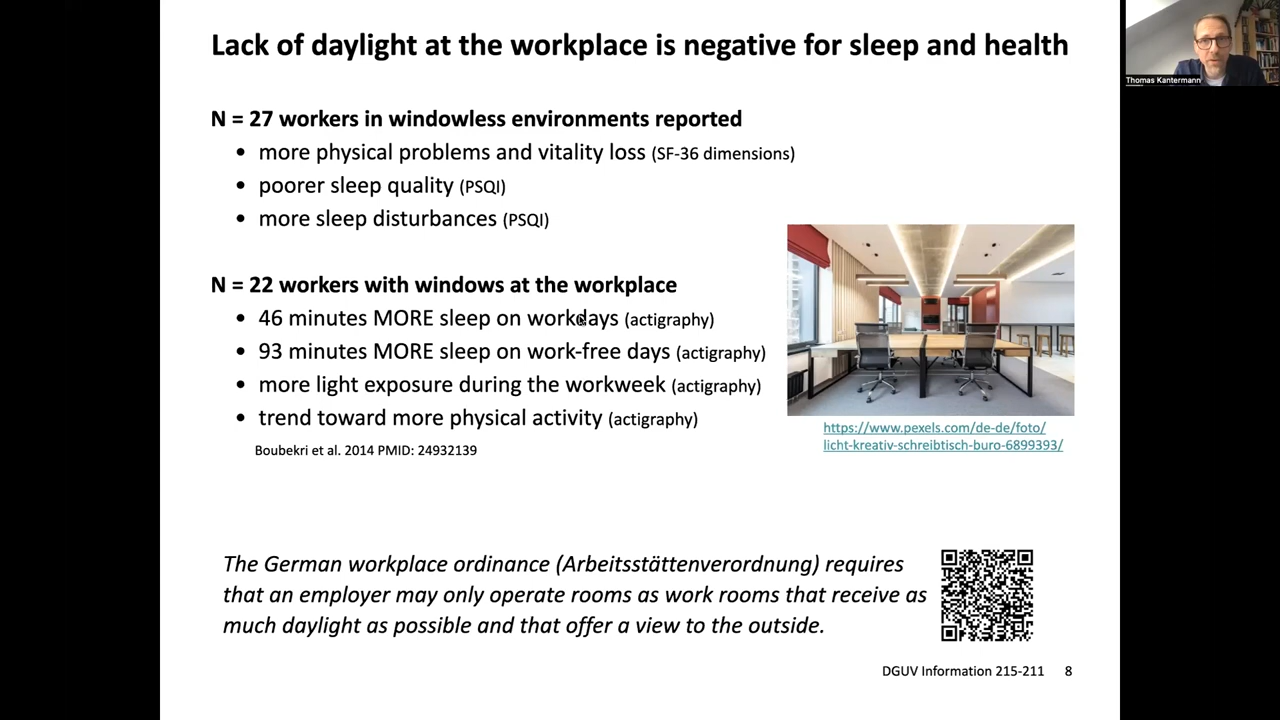 Lack of daylight at the workplace is negative for sleep and health
Thomas Kantermann
N = 27 workers in windowless environments reported
• more physical problems and vitality loss (SF-36 dimensions)
• poorer sleep quality (PSQI)
• more sleep disturbances (PSQI)
N = 22 workers with windows at the workplace
• 46 minutes MORE sleep on workdays (actigraphy)
• 93 minutes MORE sleep on work-free days (actigraphy)
• more light exposure during the workweek (actigraphy)
• trend toward more physical activity (actigraphy)
Boubekri et al. 2014 PMID: 24932139
https://www.pexels.com/de-de/foto/
licht-kreativ-schreibtisch-buro-6899393/
The German workplace ordinance (Arbeitsstättenverordnung) requires
that an employer may only operate rooms as work rooms that receive as
much daylight as possible and that offer a view to the outside.
DGUV Information 215-211 8